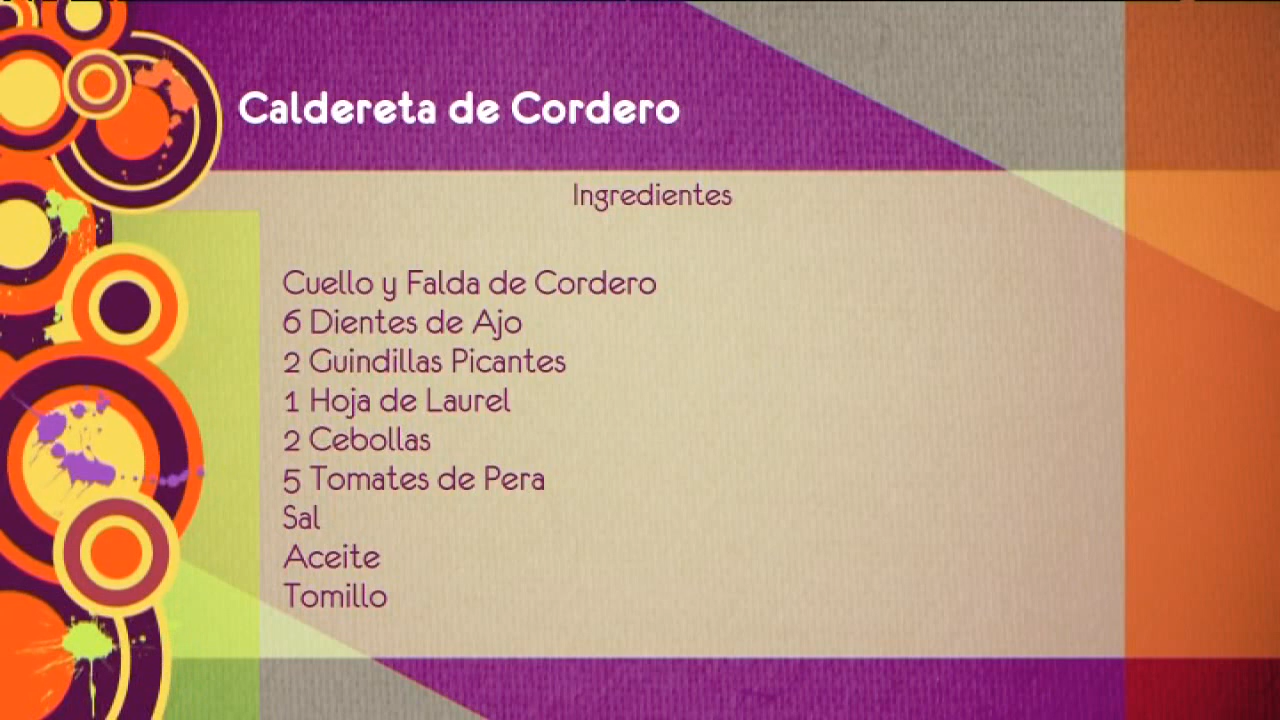 Caldereta de Cordero
Ingredientes
Cuello y Falda de Cordero
6 Dientes de Ajo
2 Guindillas Picantes
1 Hoja de Laurel
2 Cebollas
5 Tomates de Pera
Sal
Aceite
Tomillo